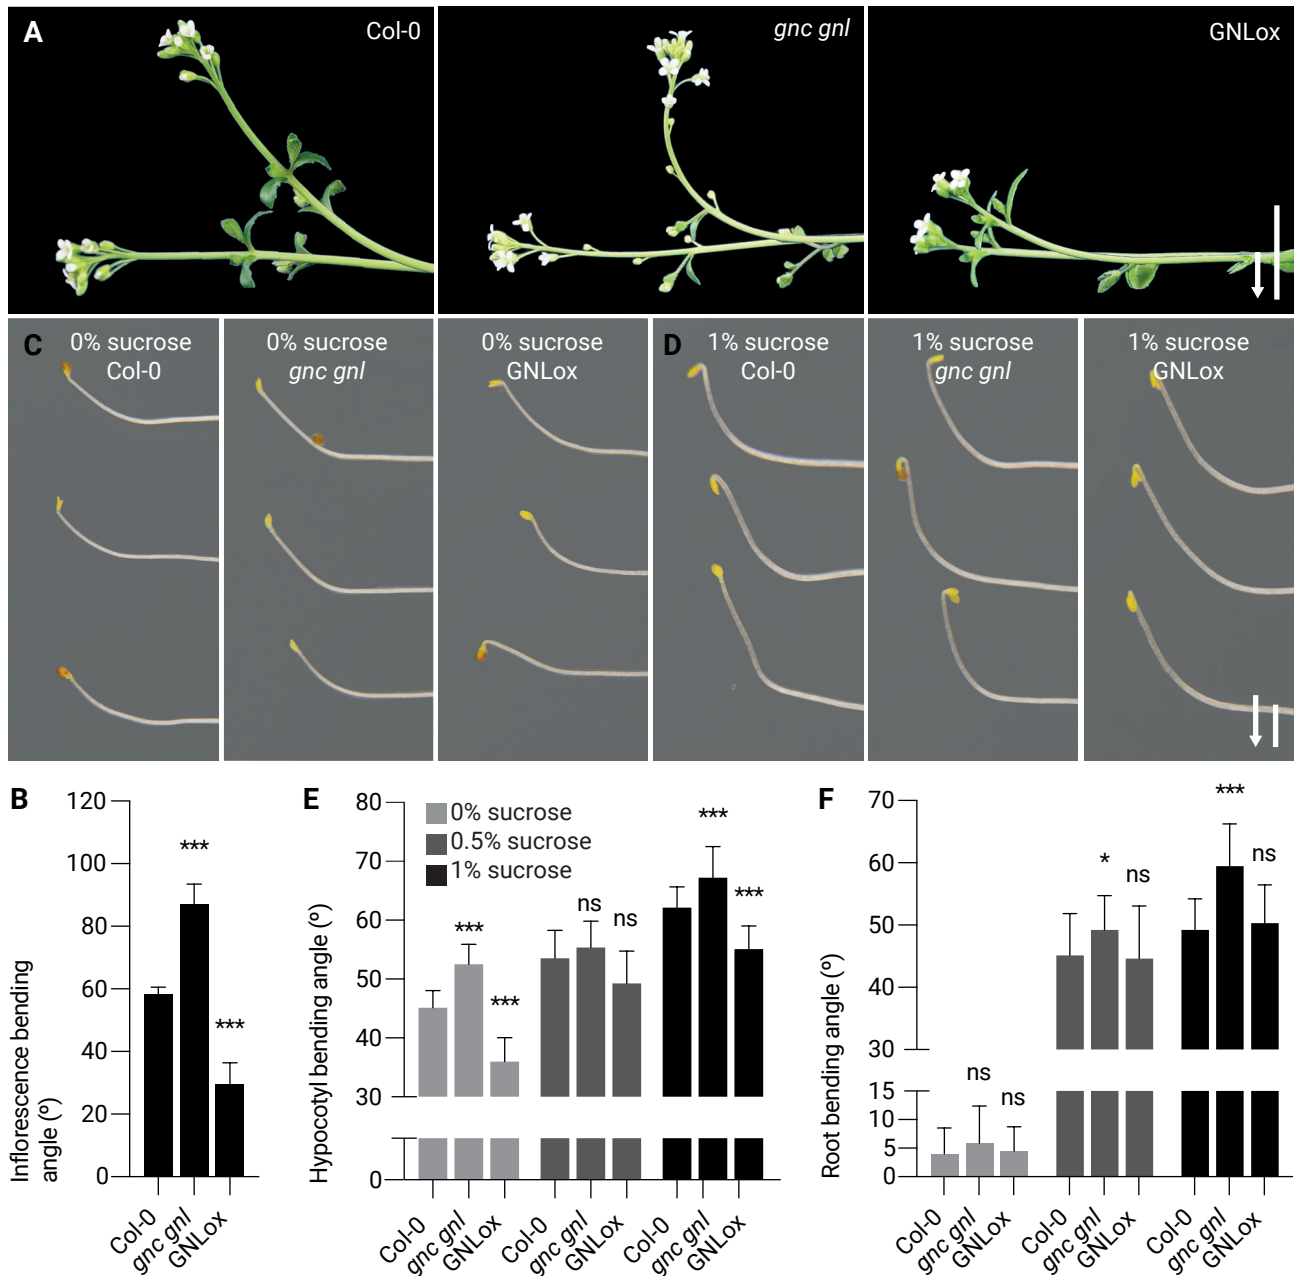 A
Col-0
gnc gnl
GNLox
C
0% sucrose
Col-0
0% sucrose
gnc gnl
0% sucrose
GNLox
D
1% sucrose
Col-0
1% sucrose
gnc gnl
1% sucrose
GNLox
B
Inflorescence bending
angle (º)
120
100
80
60
40
20
0
***
***
Col-0
gnc gnl
GNLox
E
Hypocotyl bending angle (º)
80
70
60
50
40
30
0
0% sucrose
0.5% sucrose
1% sucrose
***
***
ns
ns
***
***
Col-0
gnc gnl
GNLox
Col-0
gnc gnl
GNLox
Col-0
gnc gnl
GNLox
F
Root bending angle (º)
70
60
50
40
30
15
10
5
0
ns
ns
*
ns
***
ns
Col-0
gnc gnl
GNLox
Col-0
gnc gnl
GNLox
Col-0
gnc gnl
GNLox